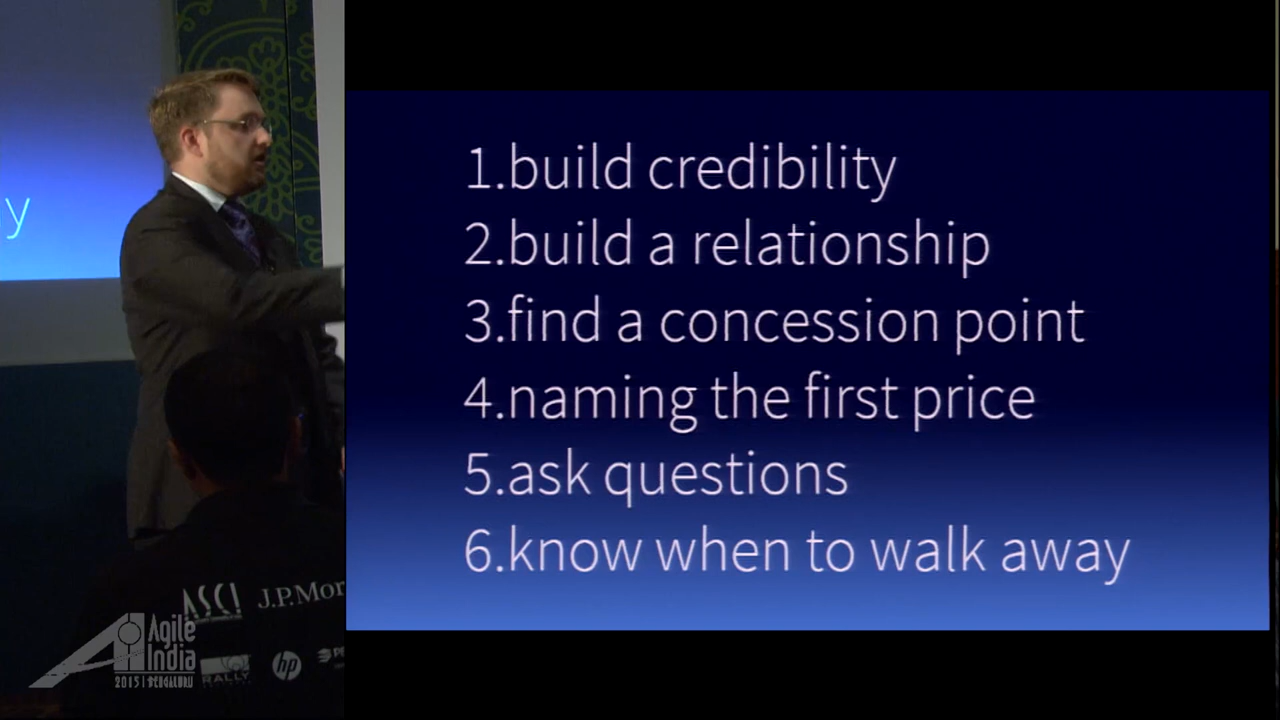 y
1.build credibility
2.build a relationship
3.find a concession point
4.naming the first price
5.ask questions
6.know when to walk away
ASCI J.P.Mor
RALLY hp
Agile
India
2015 | BENGALURU